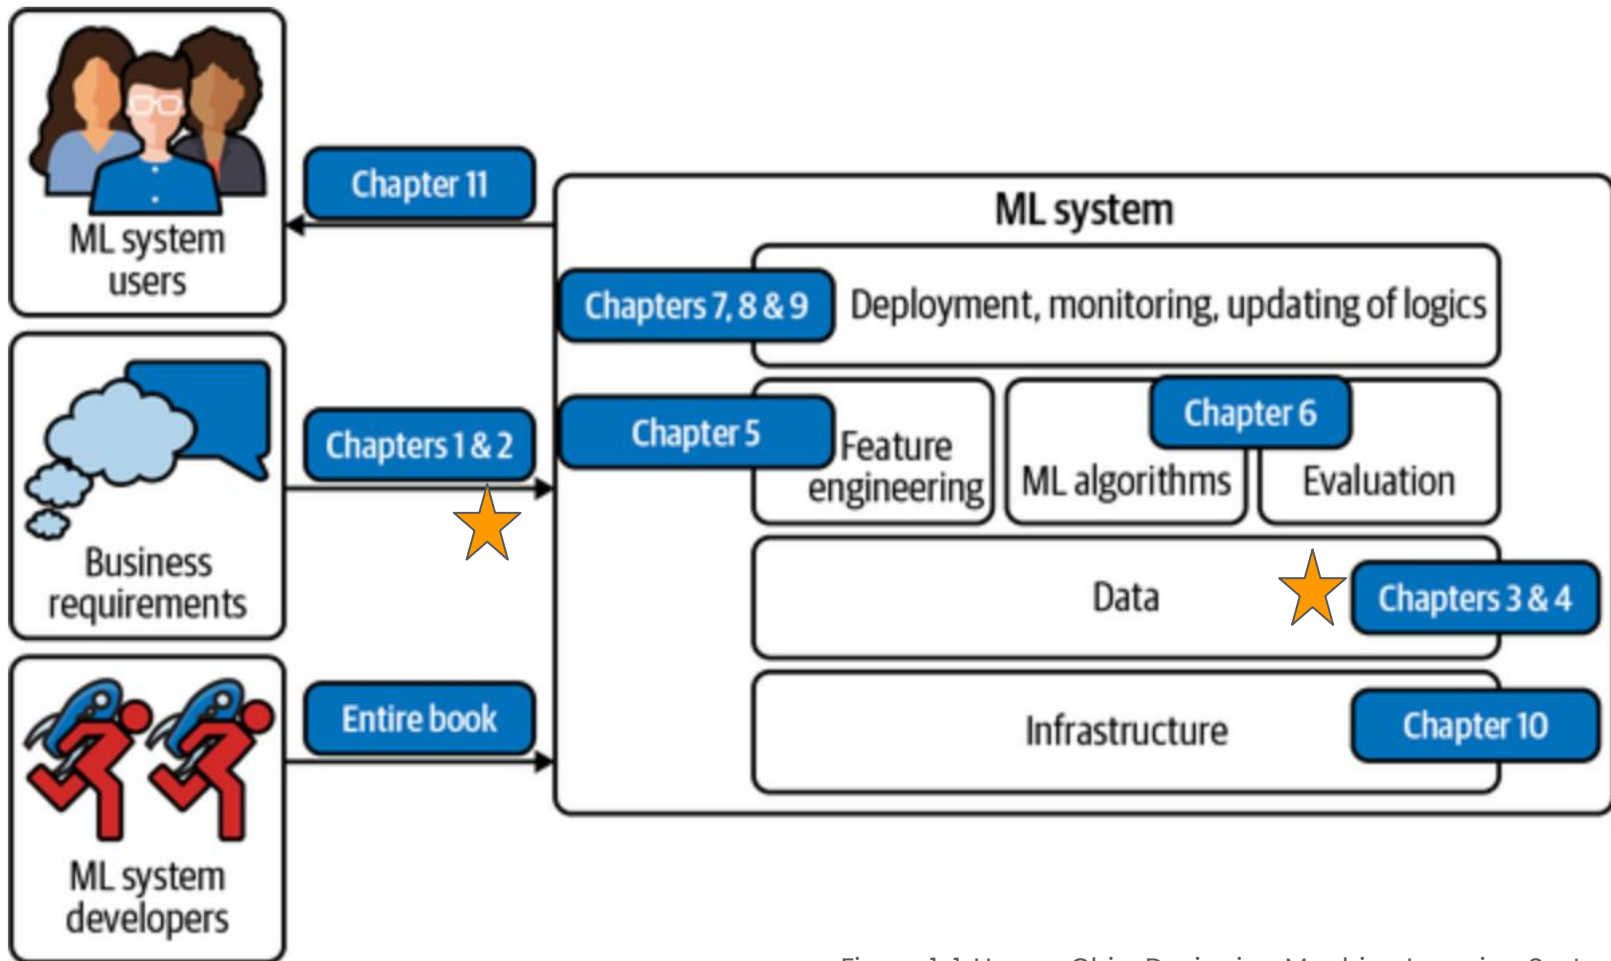 ML system
users
Chapter 11
Business
requirements
Chapters 1 & 2
ML system
developers
Entire book
ML system
Chapters 7, 8 & 9
Deployment, monitoring, updating of logics
Chapter 5
Feature
engineering
ML algorithms
Chapter 6
Evaluation
Data
Chapters 3 & 4
Infrastructure
Chapter 10